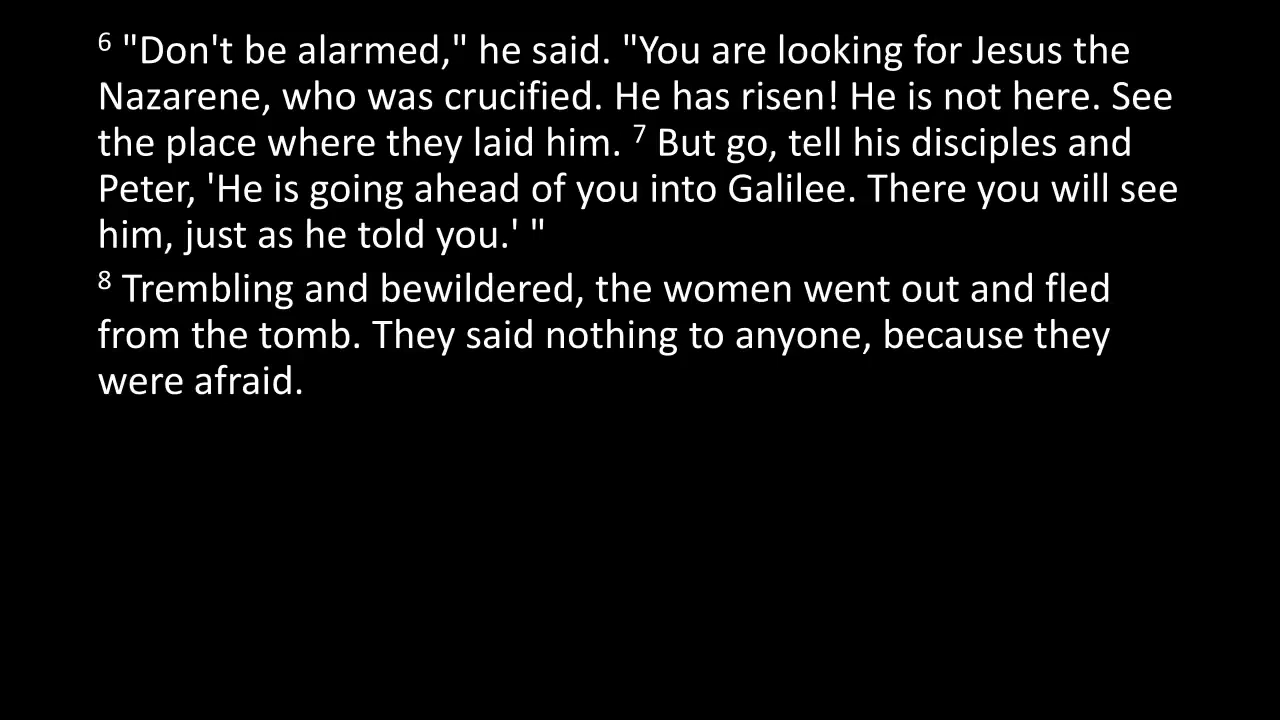 6 "Don't be alarmed," he said. "You are looking for Jesus the
Nazarene, who was crucified. He has risen! He is not here. See
the place where they laid him. 7 But go, tell his disciples and
Peter, 'He is going ahead of you into Galilee. There you will see
him, just as he told you.' "
8 Trembling and bewildered, the women went out and fled
from the tomb. They said nothing to anyone, because they
were afraid.